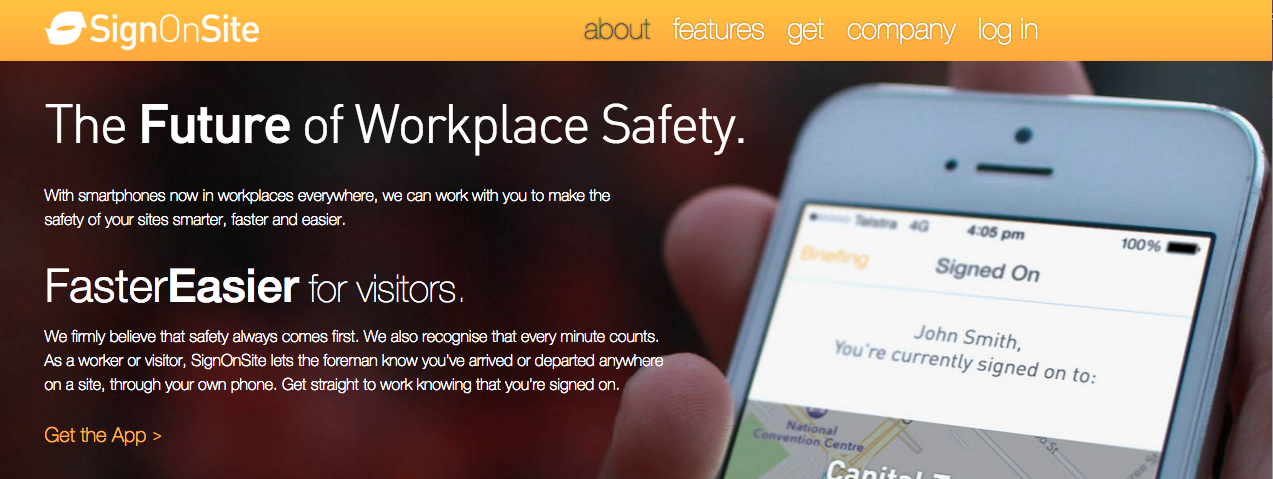 SignOnSite
about features get company log in
The Future of Workplace Safety.
With smartphones now in workplaces everywhere, we can work with you to make the
safety of your sites smarter, faster and easier.
FasterEasier for visitors.
We firmly believe that safety always comes first. We also recognise that every minute counts.
As a worker or visitor, SignOnSite lets the foreman know you've arrived or departed anywhere
on a site, through your own phone. Get straight to work knowing that you're signed on.
Get the App >
Telstra 4G 4:05 pm 100%
Briefing Signed On
John Smith,
You're currently signed on to:
National
Convention Centre
Capital